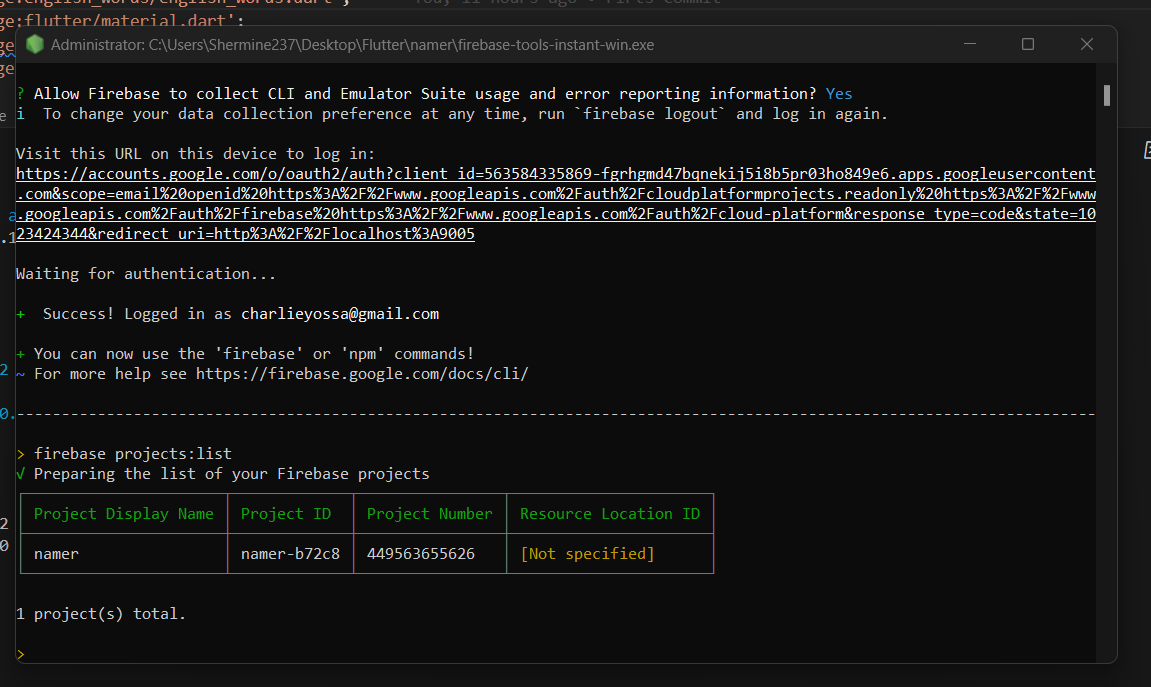 ge:english_words/english_words.dart';
You, 11 hours ago • Firts commit
ge:flutter/material.dart';
Administrator: C:\Users\Shermine237\Desktop\Flutter\namer\firebase-tools-instant-win.exe
? Allow Firebase to collect CLI and Emulator Suite usage and error reporting information? Yes
i  To change your data collection preference at any time, run `firebase logout` and log in again.
Visit this URL on this device to log in:
https://accounts.google.com/o/oauth2/auth?client_id=563584335869-fgrhgmd47bqnekij5i8b5pr03ho849e6.apps.googleusercontent
.com&scope=email%20openid%20https%3A%2F%2Fwww.googleapis.com%2Fauth%2Fcloudplatformprojects.readonly%20https%3A%2F%2Fwww
.googleapis.com%2Fauth%2Ffirebase%20https%3A%2F%2Fwww.googleapis.com%2Fauth%2Fcloud-platform&response_type=code&state=10
23424344&redirect_uri=http%3A%2F%2Flocalhost%3A9005
Waiting for authentication...
+  Success! Logged in as charlieyossa@gmail.com
+ You can now use the 'firebase' or 'npm' commands!
~ For more help see https://firebase.google.com/docs/cli/
> firebase projects:list
√ Preparing the list of your Firebase projects
Project Display Name Project ID Project Number Resource Location ID
namer namer-b72c8 449563655626 [Not specified]
1 project(s) total.
>